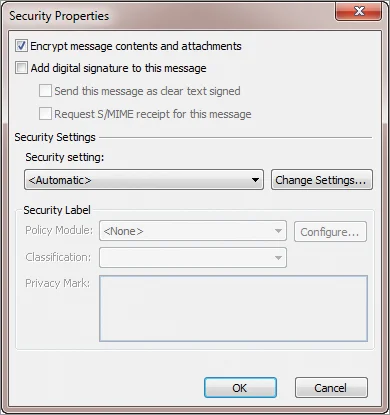 Security Properties
Encrypt message contents and attachments
Add digital signature to this message
Send this message as clear text signed
Request S/MIME receipt for this message
Security Settings
Security setting:
<Automatic> Change Settings...
Security Label
Policy Module: <None> Configure...
Classification:
Privacy Mark:
OK Cancel